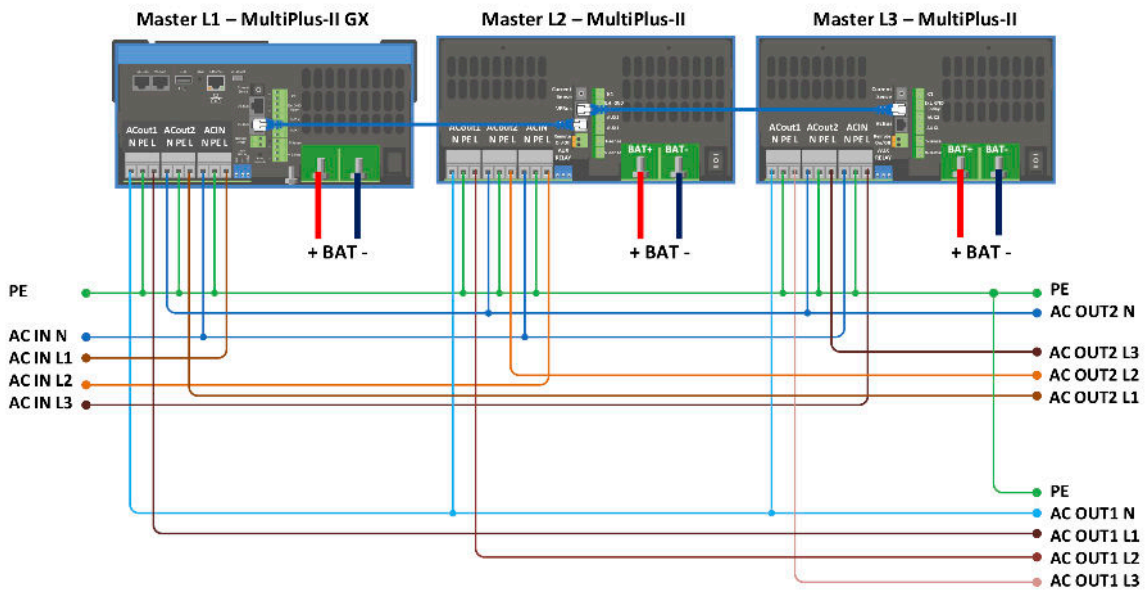 Master L1 – MultiPlus-II GX
Master L2 – MultiPlus-II
Master L3 – MultiPlus-II
ACout1 ACout2 ACIN
N PE L N PE L N PE L
ACout1 ACout2 ACIN
N PE L N PE L N PE L
BAT+ BAT-
ACout1 ACout2 ACIN
N PE L N PE L N PE L
BAT+ BAT-
+ BAT -
+ BAT -
+ BAT -
PE
AC IN N
AC IN L1
AC IN L2
AC IN L3
PE
AC OUT2 N
AC OUT2 L3
AC OUT2 L2
AC OUT2 L1
PE
AC OUT1 N
AC OUT1 L1
AC OUT1 L2
AC OUT1 L3